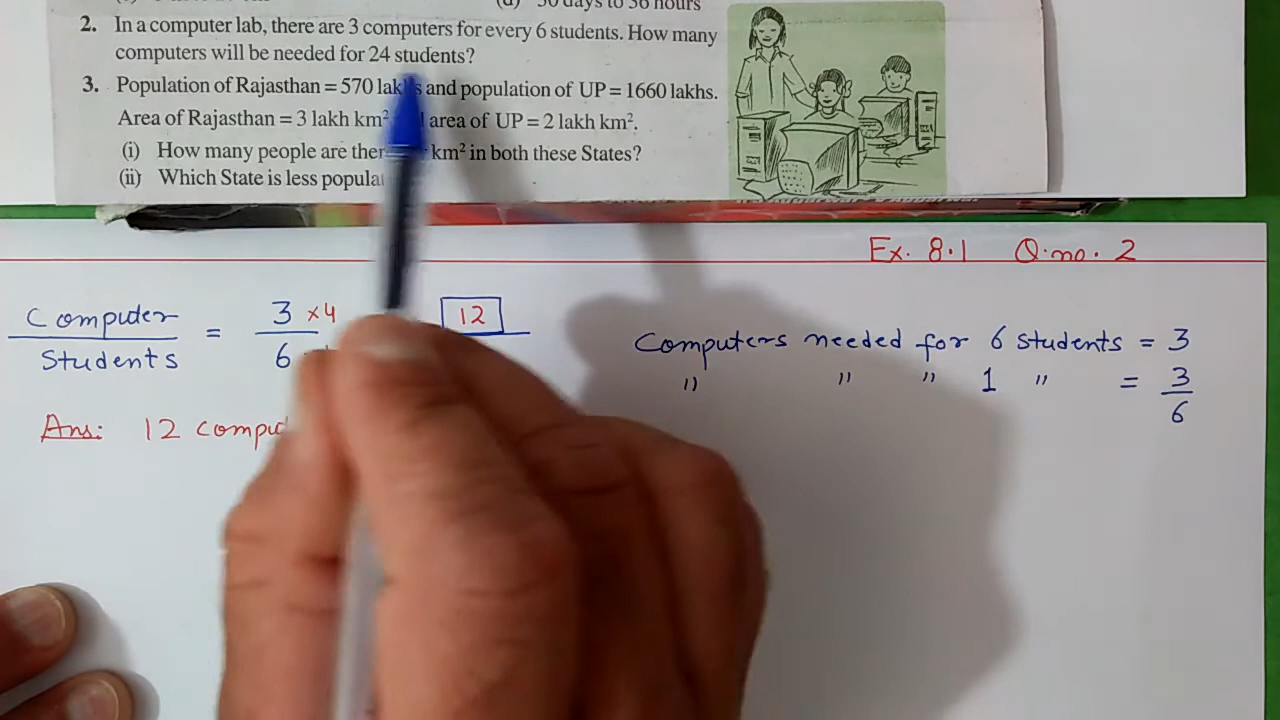 (d) 30 days to 36 hours
2. In a computer lab, there are 3 computers for every 6 students. How many
computers will be needed for 24 students?
3. Population of Rajasthan = 570 lakhs and population of UP = 1660 lakhs.
Area of Rajasthan = 3 lakh km² area of UP = 2 lakh km².
(i) How many people are km² in both these States?
(ii) Which State is less
Ex. 8.1 Q.no. 2
Computer
Students
= 3 ×4
6
12
Ans: 12
Computers needed for 6 students = 3
" " " 1 " = 3
6